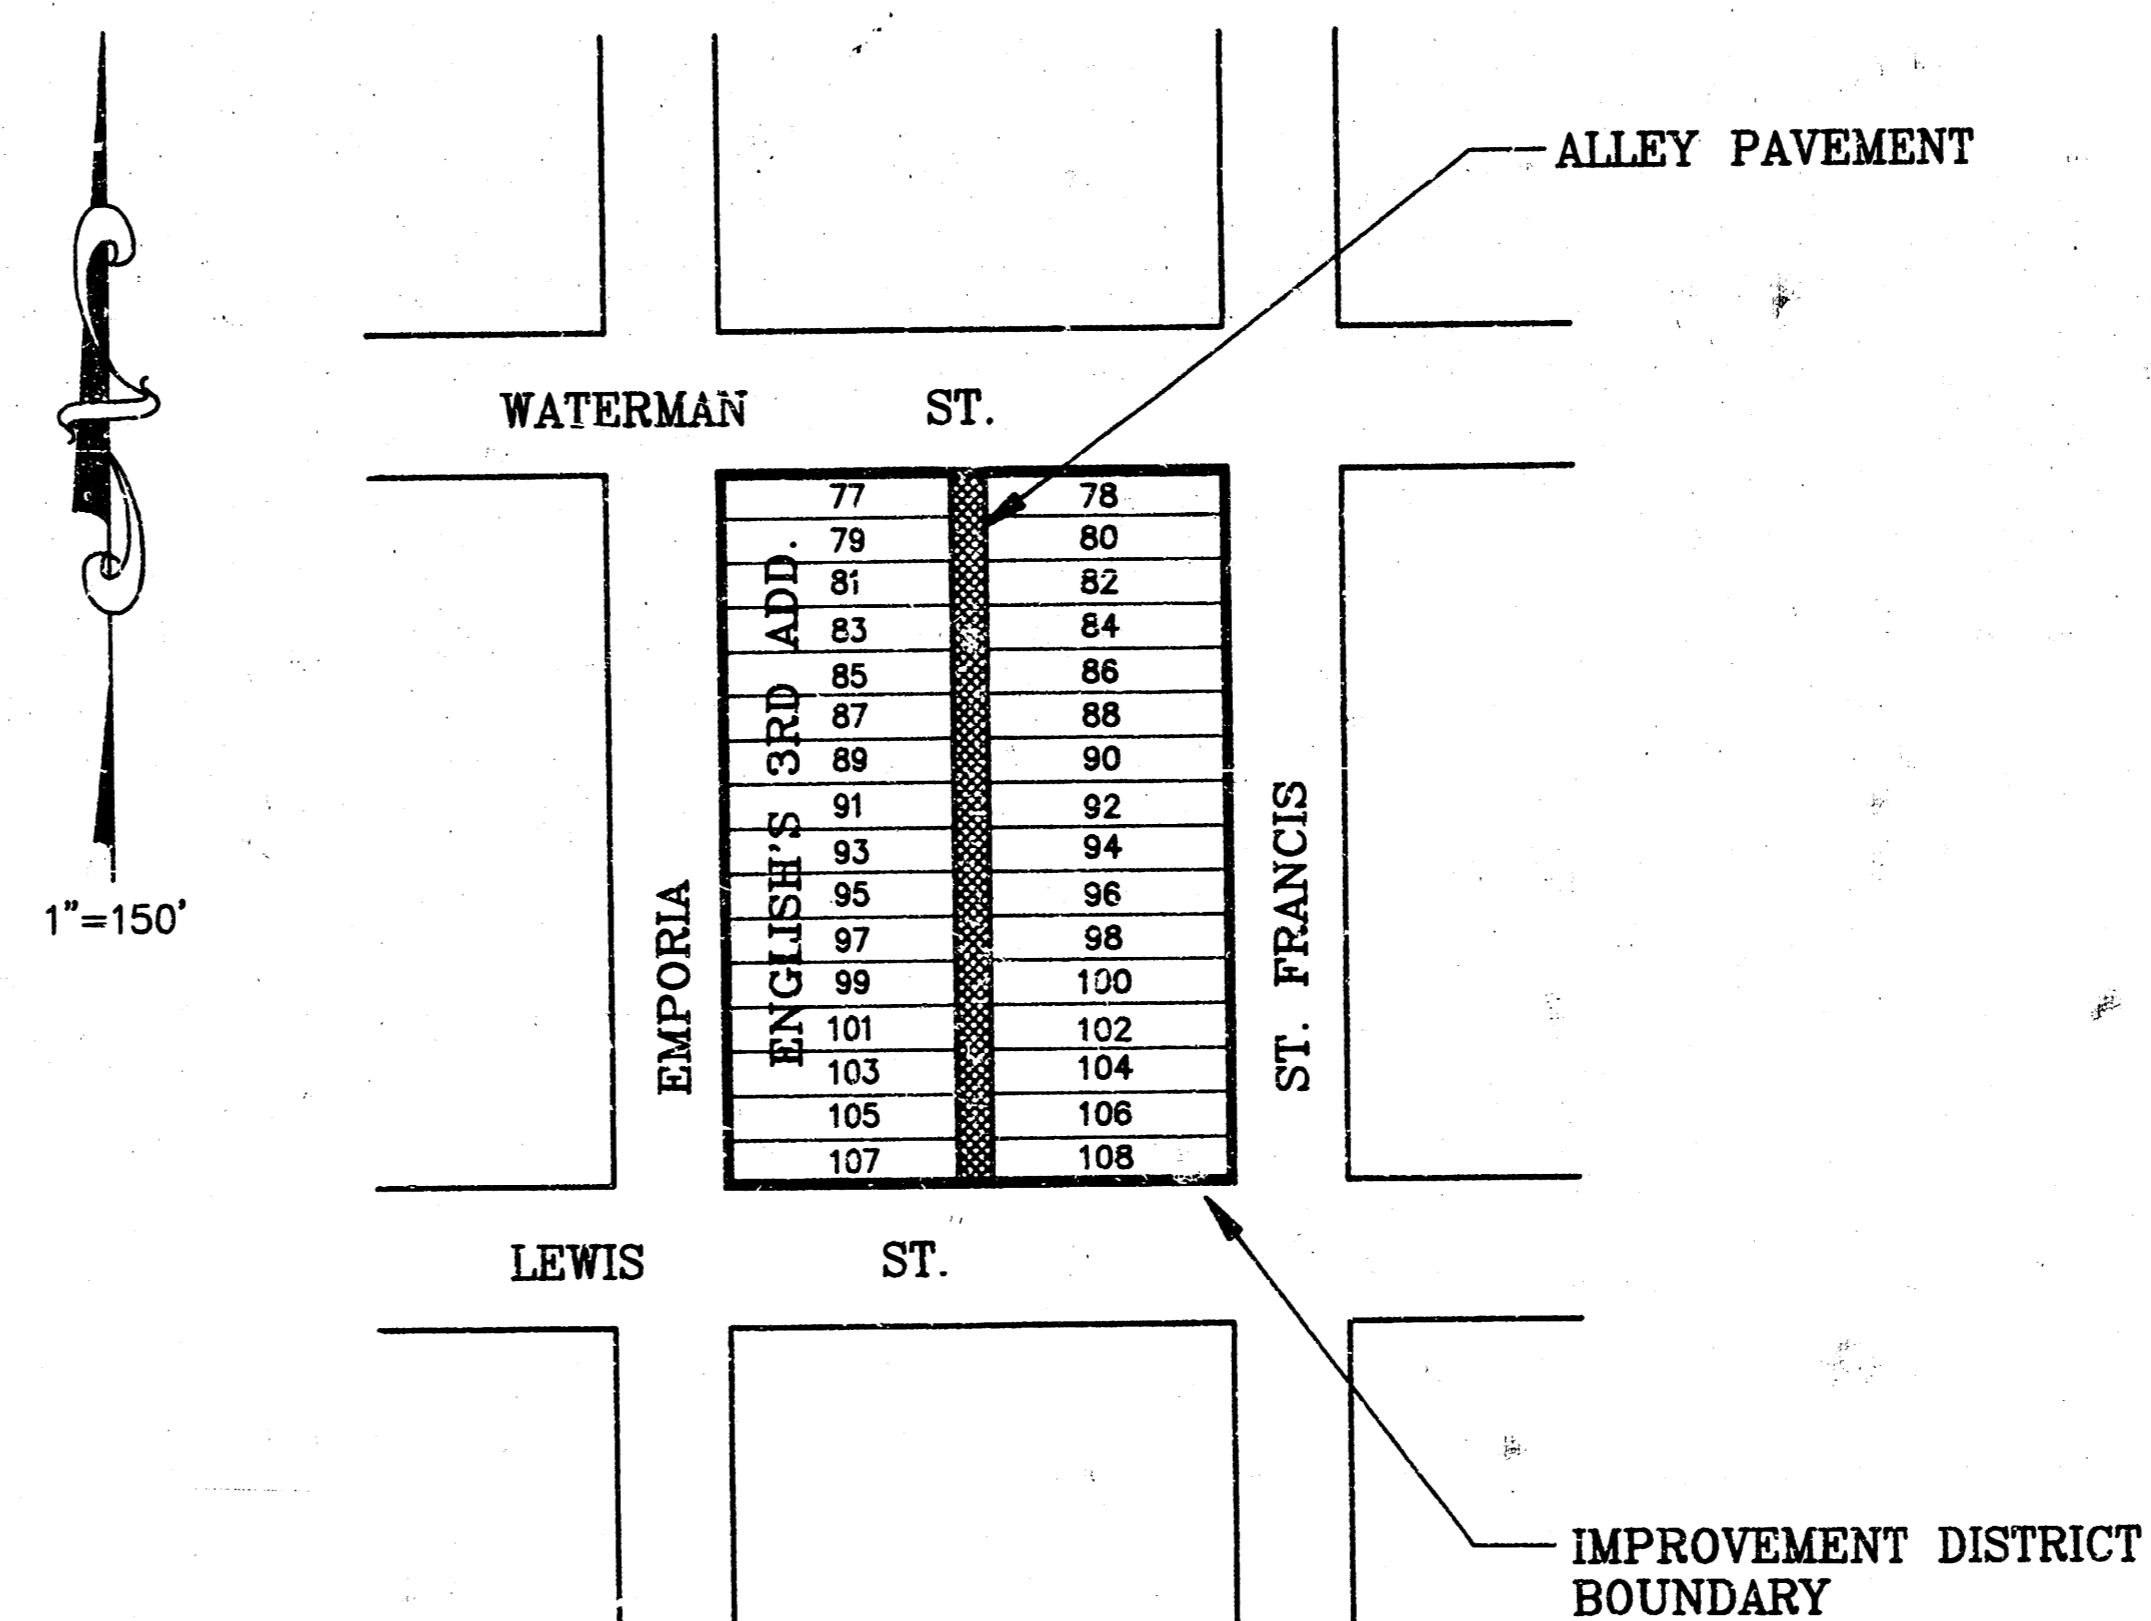 ALLEY PAVEMENT
WATERMAN ST.
77 78
79 80
81 82
83 84
85 86
87 88
89 90
91 92
93 94
95 96
97 98
99 100
101 102
103 104
105 106
107 108
ENGLISH'S 3RD ADD.
EMPORIA
ST. FRANCIS
1"=150'
LEWIS ST.
IMPROVEMENT DISTRICT
BOUNDARY